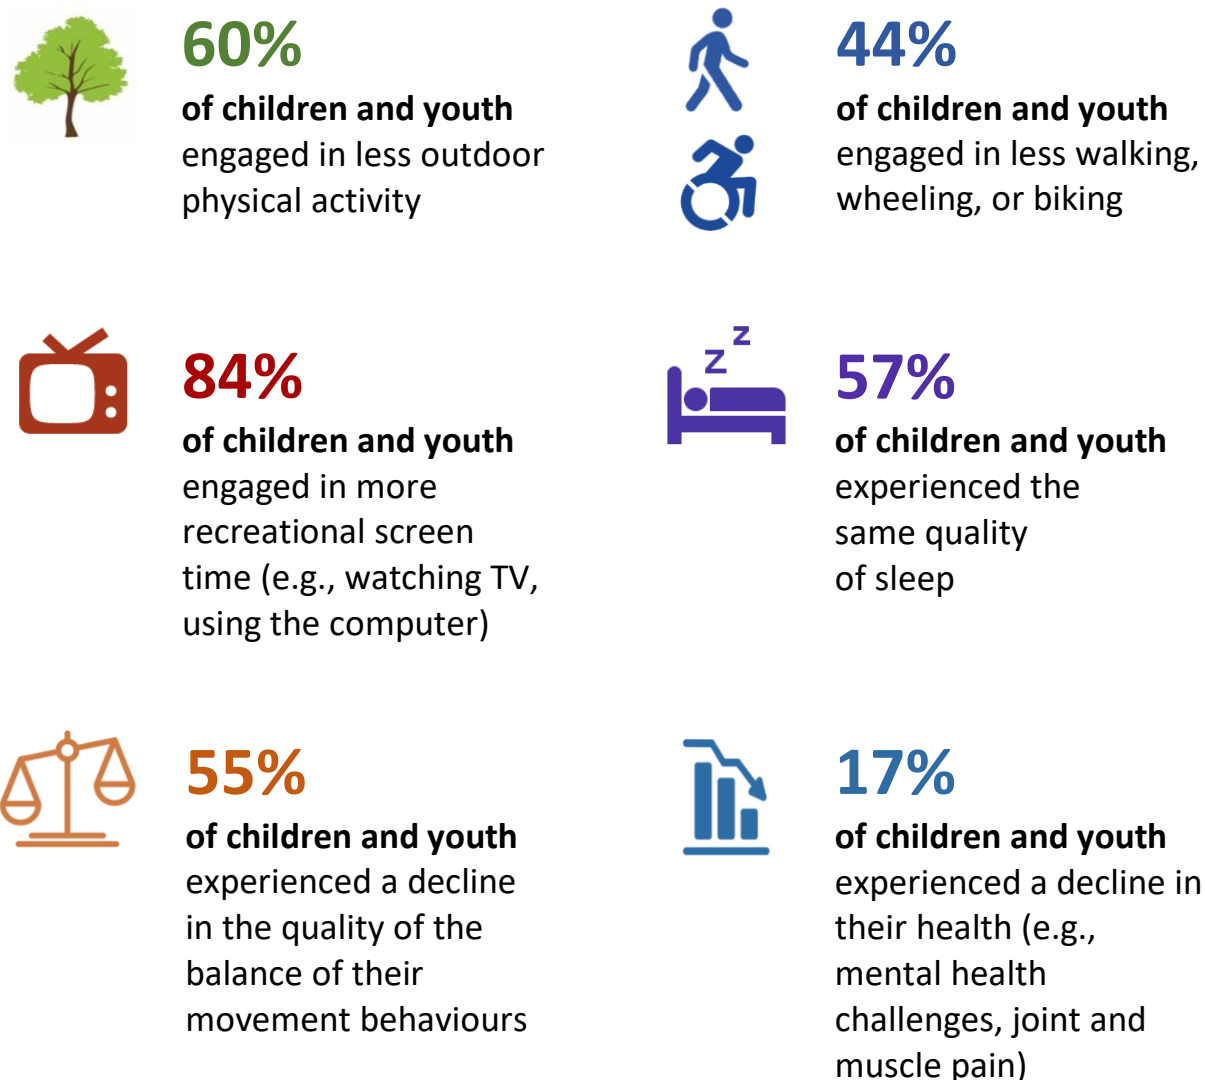 60%
of children and youth
engaged in less outdoor
physical activity
44%
of children and youth
engaged in less walking,
wheeling, or biking
84%
of children and youth
engaged in more
recreational screen
time (e.g., watching TV,
using the computer)
z
z
57%
of children and youth
experienced the
same quality
of sleep
55%
of children and youth
experienced a decline
in the quality of the
balance of their
movement behaviours
17%
of children and youth
experienced a decline in
their health (e.g.,
mental health
challenges, joint and
muscle pain)